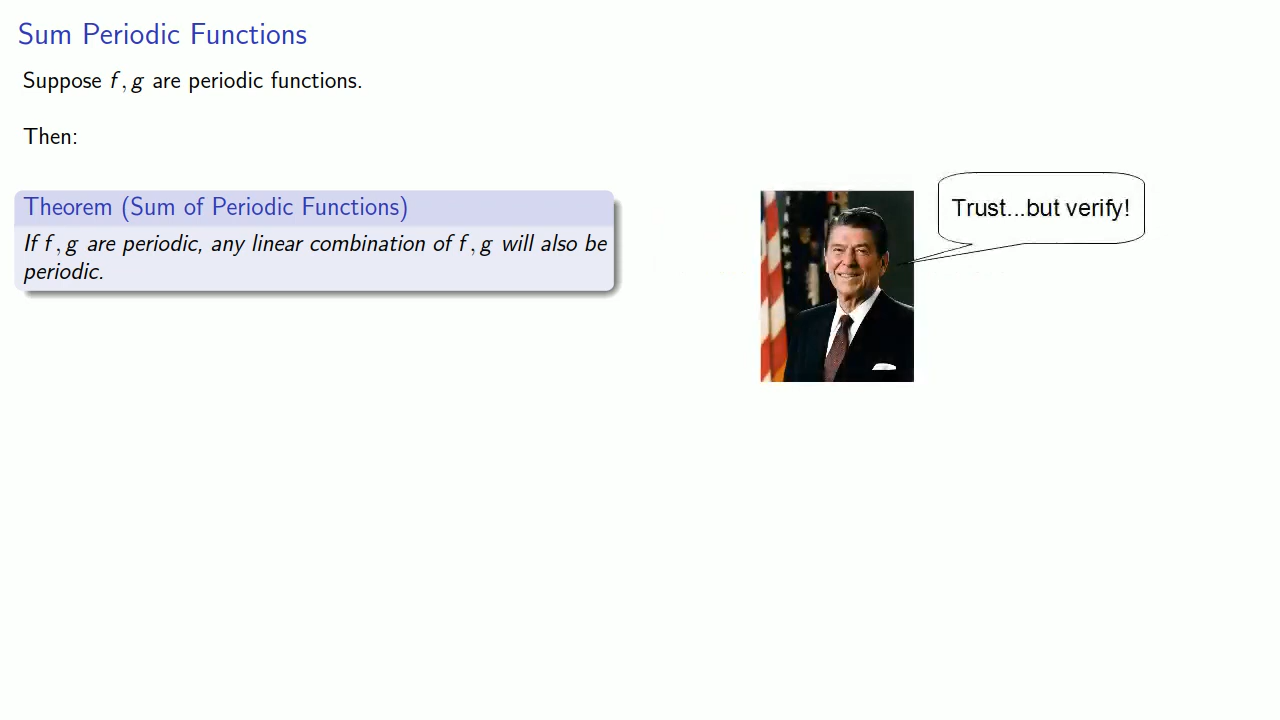 Sum Periodic Functions
Suppose f, g are periodic functions.
Then:
Theorem (Sum of Periodic Functions)
If f, g are periodic, any linear combination of f, g will also be
periodic.
Trust...but verify!